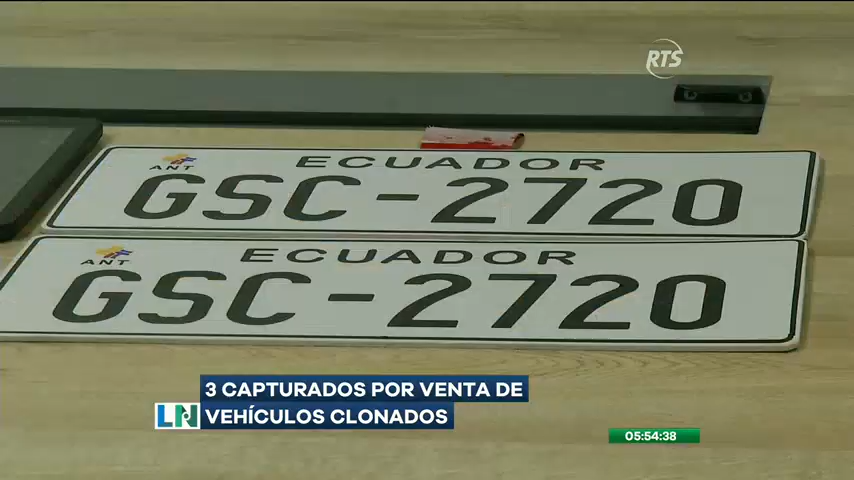 RTS
ECUADOR
ANT
GSC-2720
ECUADOR
ANT
GSC-2720
3 CAPTURADOS POR VENTA DE
LN VEHÍCULOS CLONADOS
05:54:38